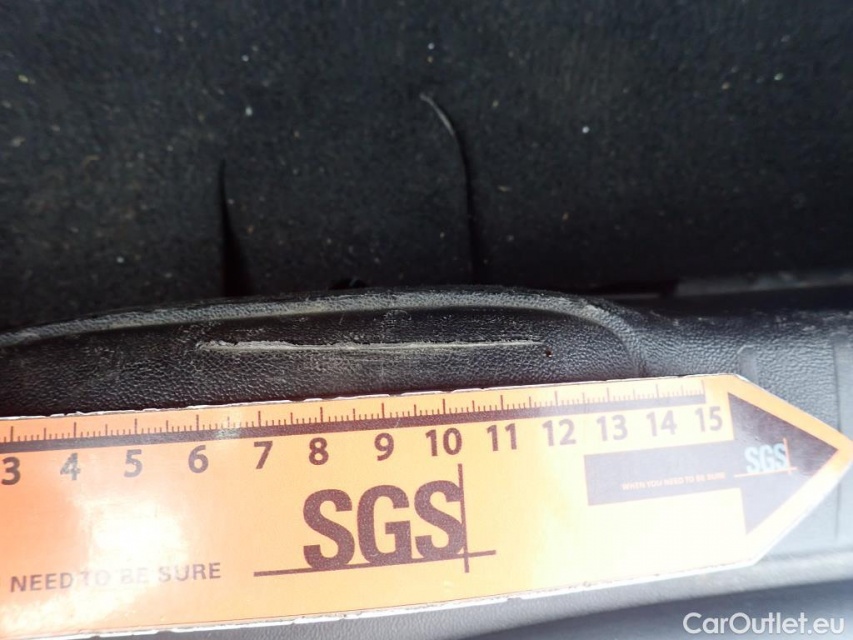 3 4 5 6 7 8 9 10 11 12 13 14 15
SGS
WHEN YOU NEED TO BE SURE
SGS
NEED TO BE SURE
CarOutlet.eu